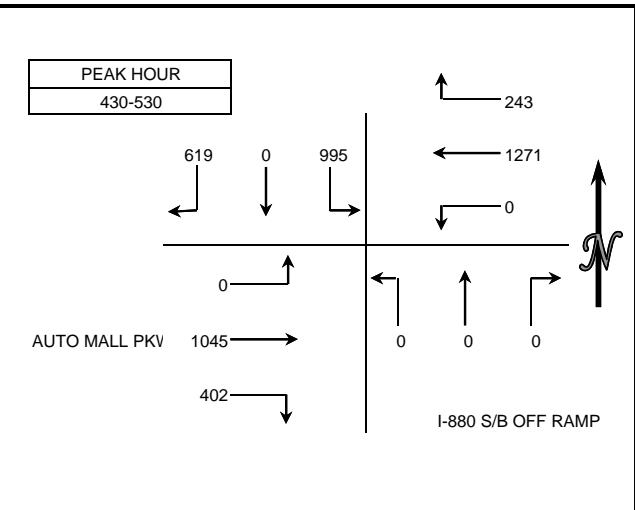 PEAK HOUR
430-530
243
619 0 995
1271
0
N
0
AUTO MALL PKV 1045
0 0 0
402
I-880 S/B OFF RAMP